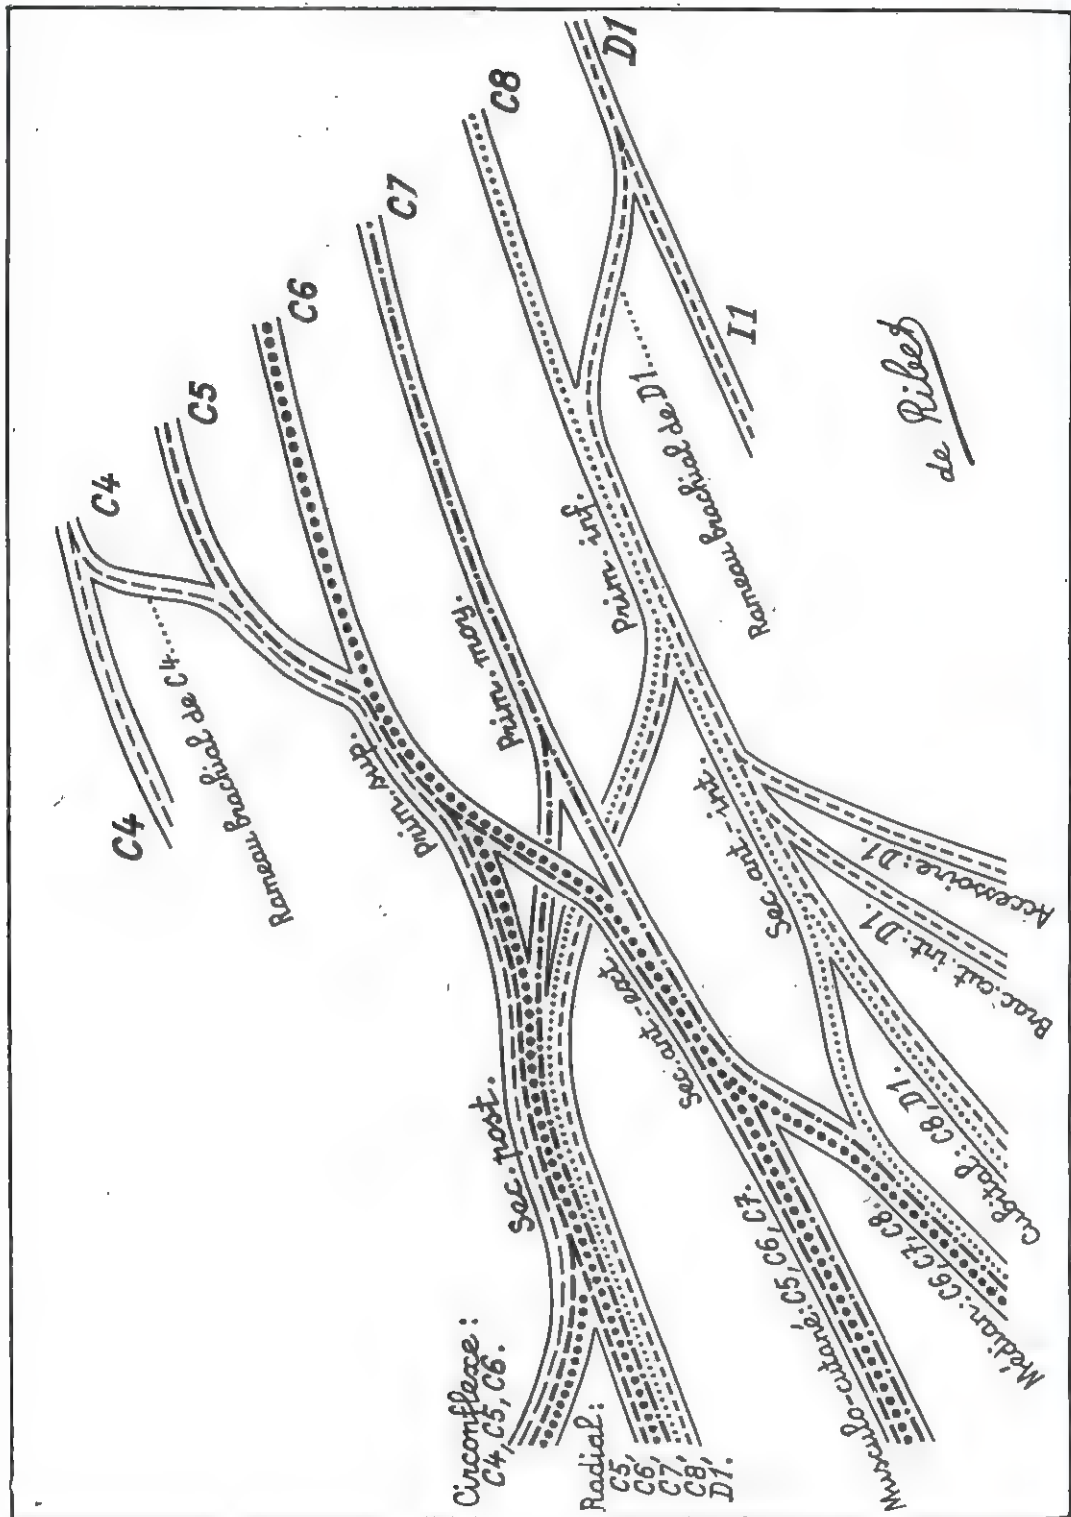 C4
C4
C5
C6
C7
C8
D1
I1
Rameau brachial de C4
Rameau brachial de D1
Prim. sup.
Prim. moy.
Prim. inf.
Sec. post.
Sec. ant-ext.
Sec. ant-int.
Circonflexe:
C4, C5, C6.
Radial:
C5,
C6,
C7,
C8,
D1.
Musculo-cutané: C5, C6, C7.
Médian: C6, C7, C8.
Cubital: C8, D1.
Brac. cut. int: D1.
Accessoire: D1.
de Ribet